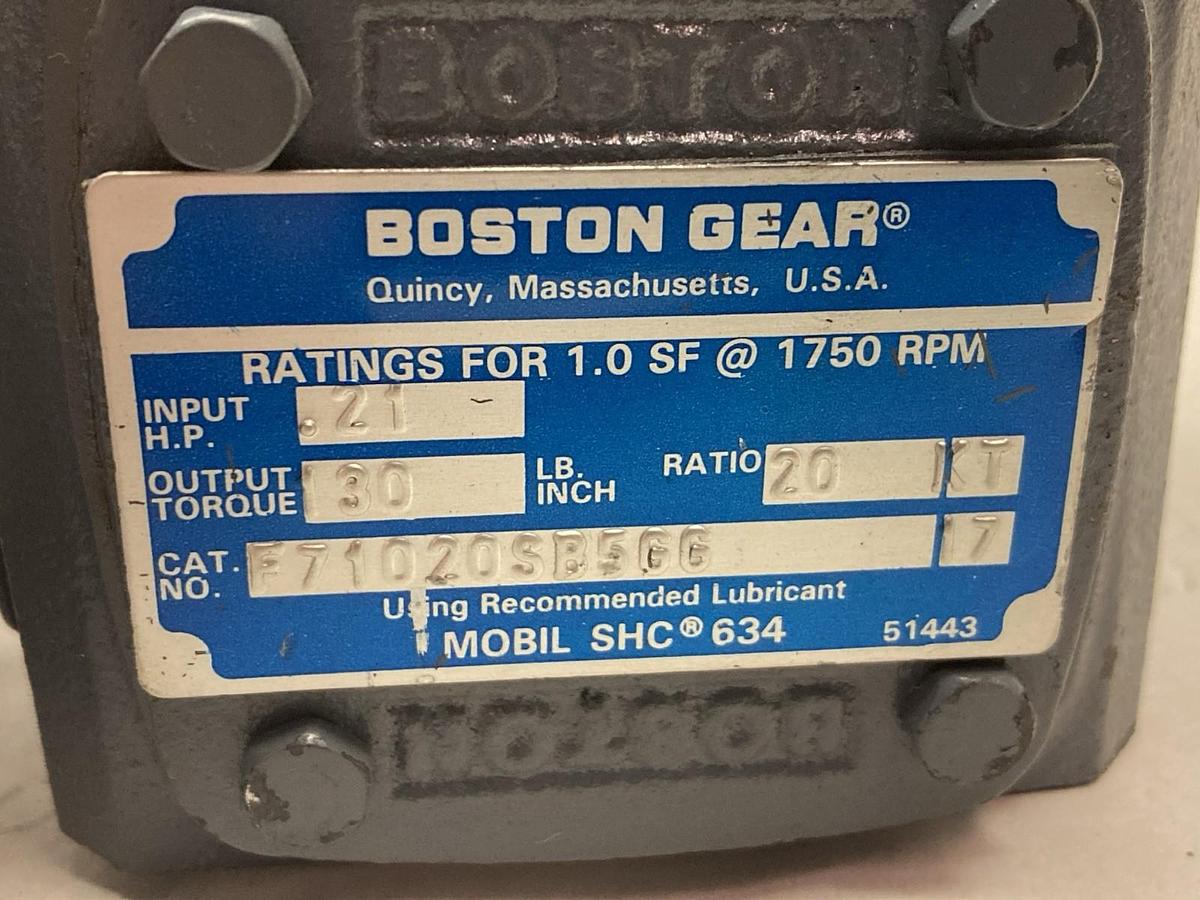 BOSTON
BOSTON GEAR®
Quincy, Massachusetts, U.S.A.
RATINGS FOR 1.0 SF @ 1750 RPM
INPUT H.P. .21
OUTPUT TORQUE 130 LB. INCH RATIO 20 KT
CAT. NO. F71020SB5GG 17
Using Recommended Lubricant
MOBIL SHC® 634 51443
BOSTON